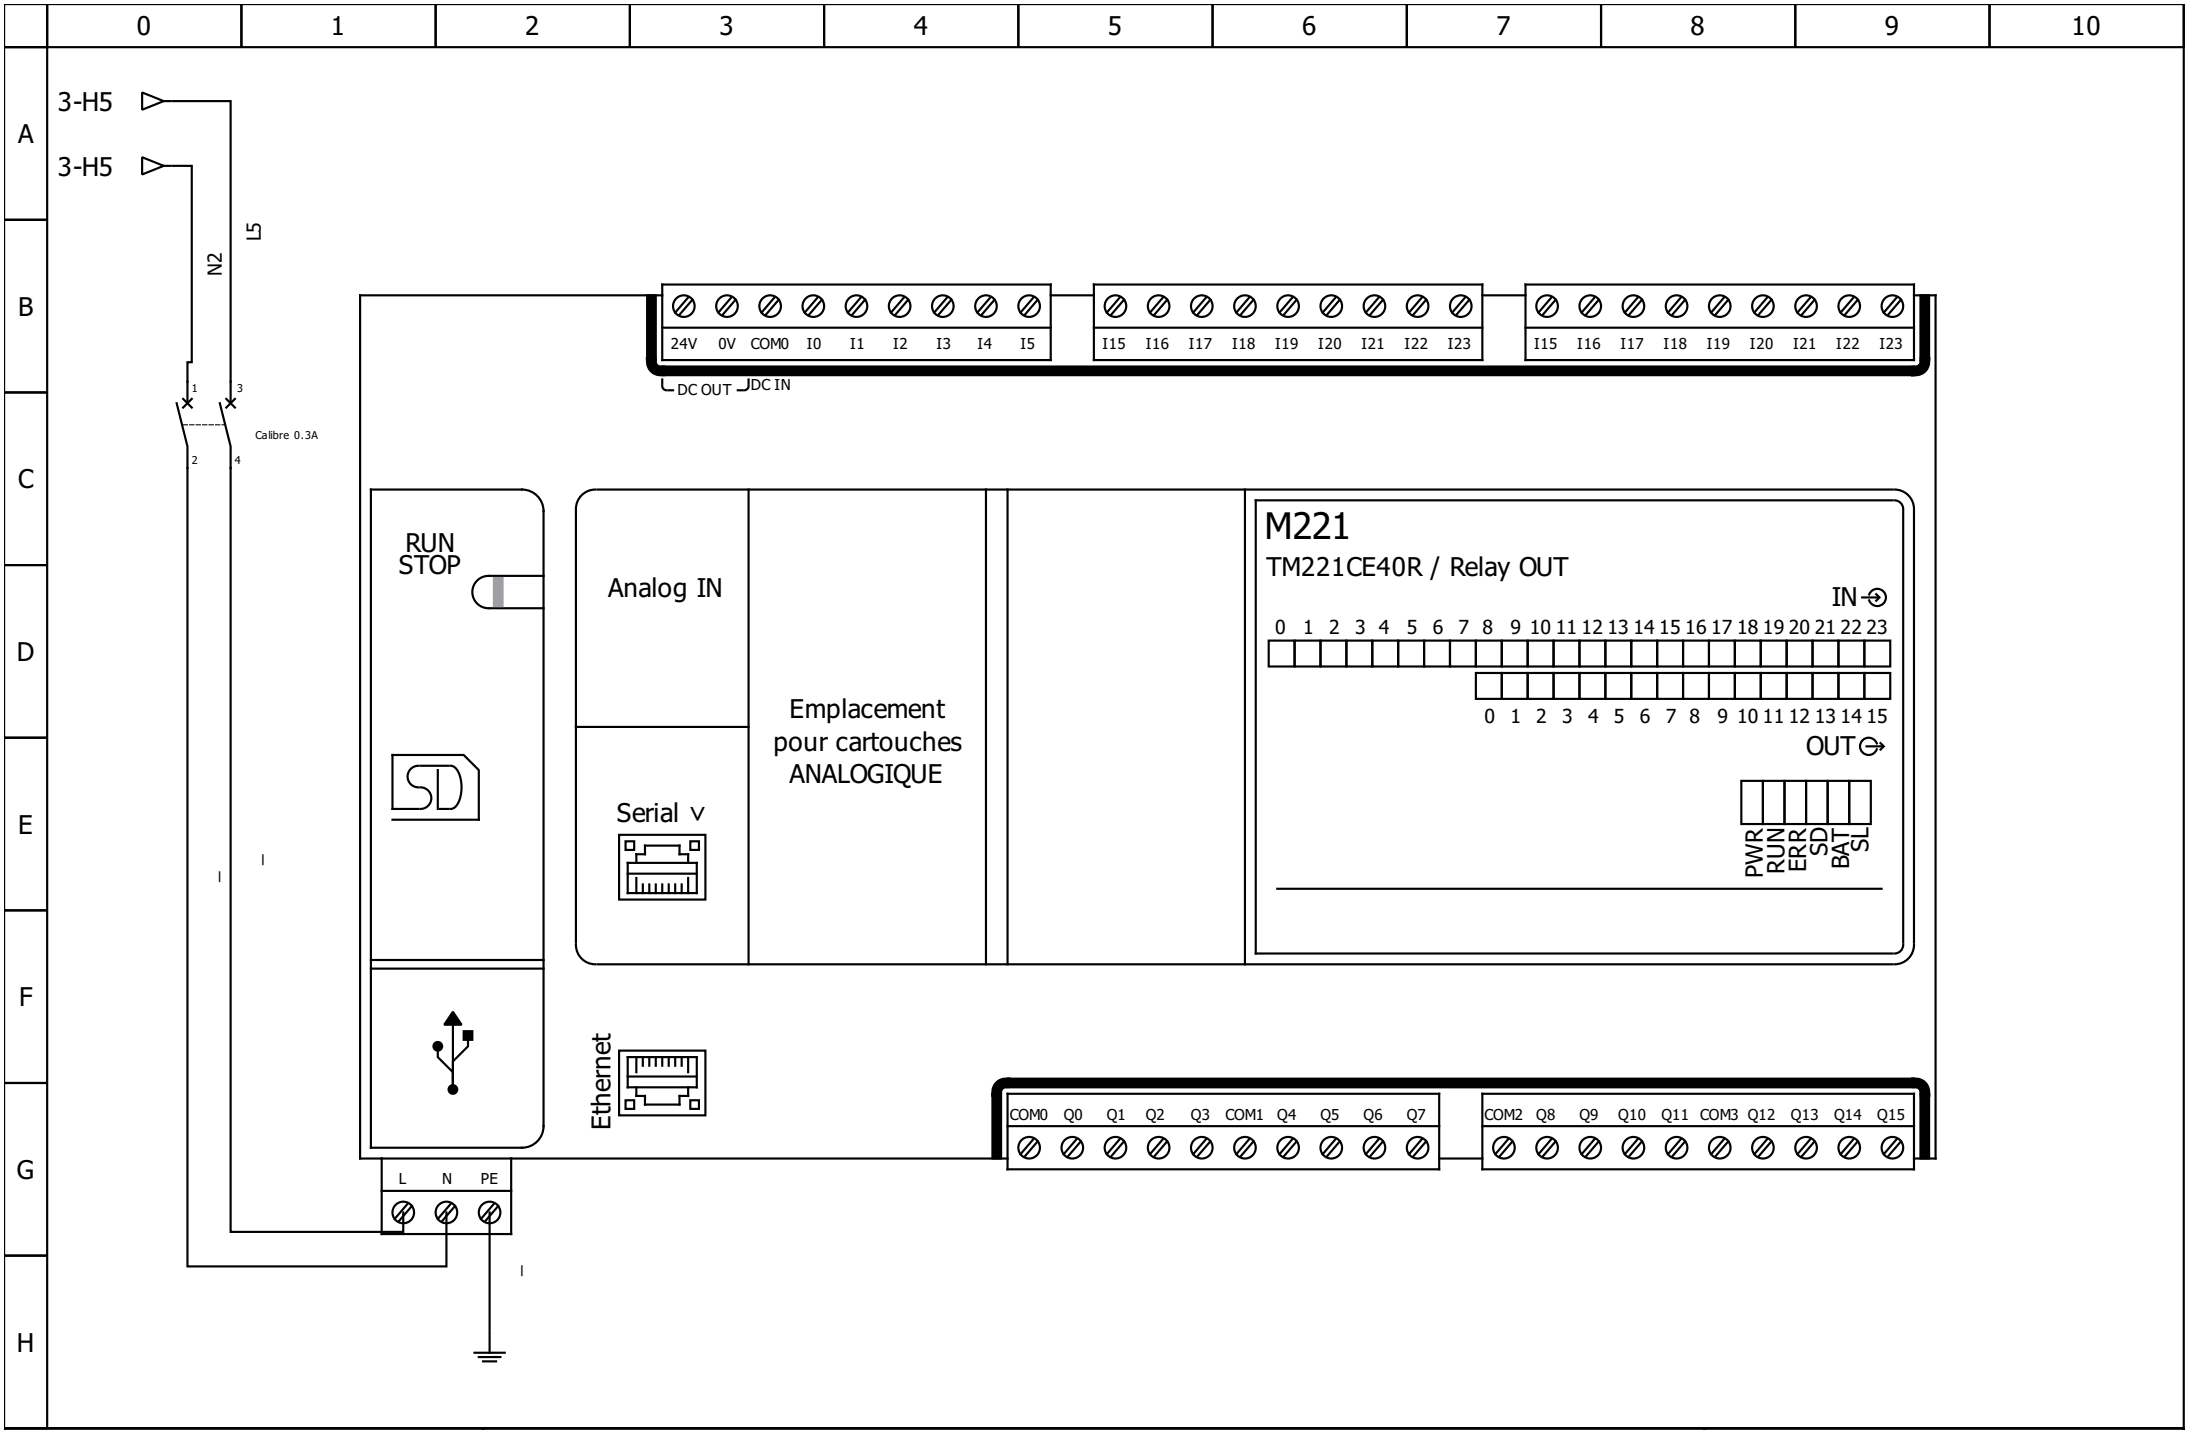 0 1 2 3 4 5 6 7 8 9 10
A
3-H5
3-H5
L5
N2
B
24V 0V COM0 I0 I1 I2 I3 I4 I5
I15 I16 I17 I18 I19 I20 I21 I22 I23
I15 I16 I17 I18 I19 I20 I21 I22 I23
DC OUT DC IN
1 3
Calibre 0.3A
2 4
C
RUN
STOP
Analog IN
M221
TM221CE40R / Relay OUT
IN
0 1 2 3 4 5 6 7 8 9 10 11 12 13 14 15 16 17 18 19 20 21 22 23
D
0 1 2 3 4 5 6 7 8 9 10 11 12 13 14 15
OUT
Emplacement
pour cartouches
ANALOGIQUE
SD
Serial
E
PWR
RUN
ERR
SD
BAT
SL
F
Ethernet
COM0 Q0 Q1 Q2 Q3 COM1 Q4 Q5 Q6 Q7
COM2 Q8 Q9 Q10 Q11 COM3 Q12 Q13 Q14 Q15
G
L N PE
H